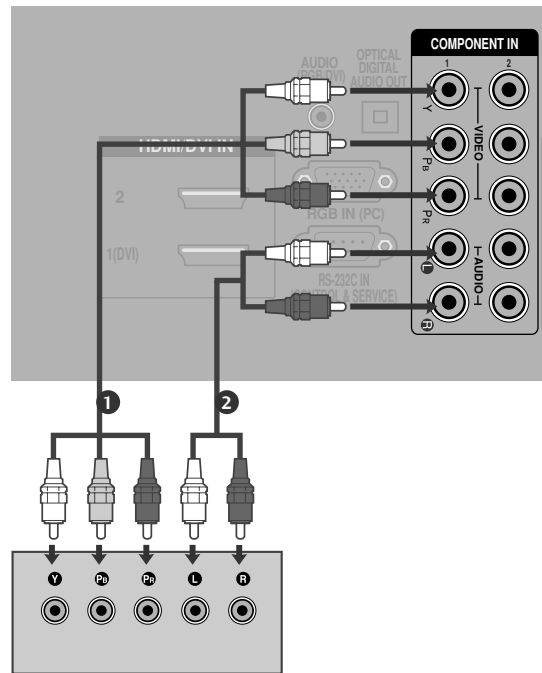 COMPONENT IN
1 2
AUDIO
(RGB/DVI)
OPTICAL
DIGITAL
AUDIO OUT
Y
VIDEO
PB
PR
HDMI/DVI IN
2
RGB IN (PC)
1(DVI)
L
AUDIO
RS-232C IN
(CONTROL & SERVICE)
R
1
2
Y PB PR L R